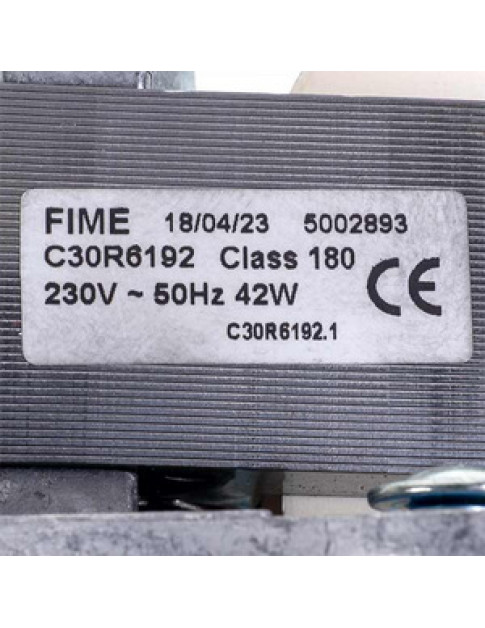 FIME 18/04/23 5002893
C30R6192 Class 180
230V ~ 50Hz 42W
CE
C30R6192.1